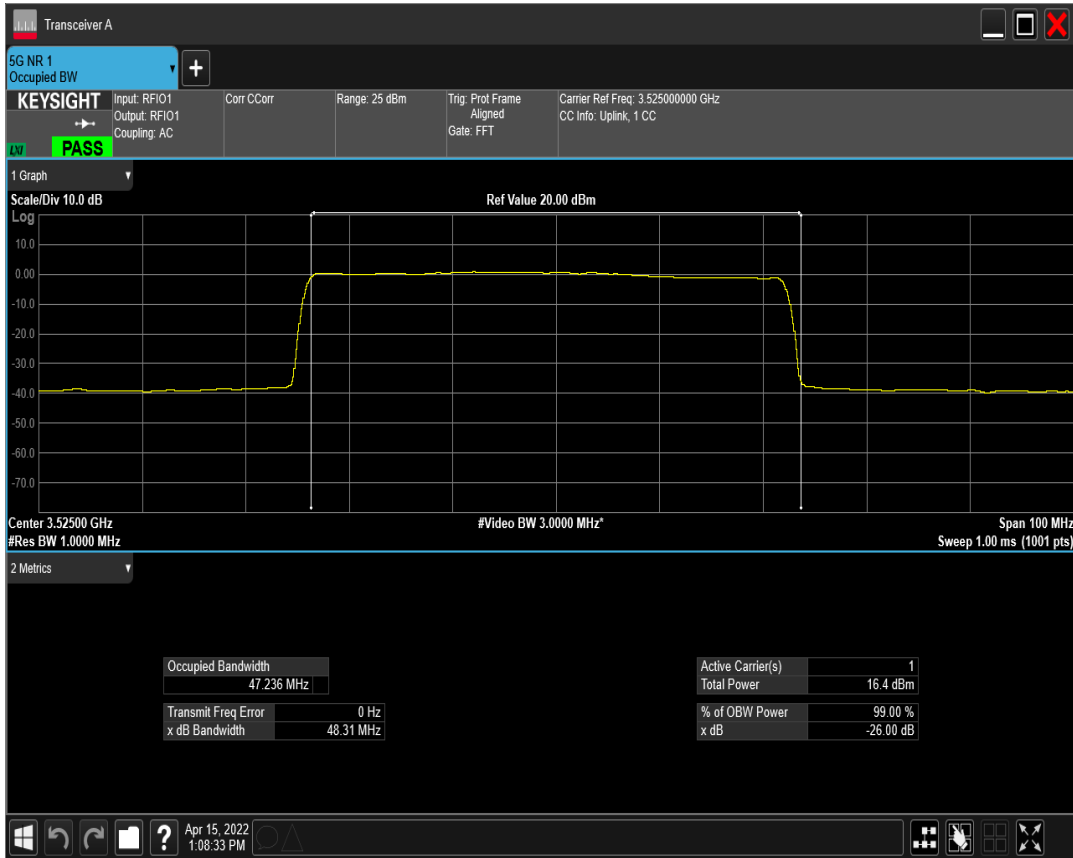 Transceiver A
5G NR 1
Occupied BW
KEYSIGHT
LXI
PASS
Input: RFIO1
Output: RFIO1
Coupling: AC
Corr CCorr
Range: 25 dBm
Trig: Prot Frame
Aligned
Gate: FFT
Carrier Ref Freq: 3.525000000 GHz
CC Info: Uplink, 1 CC
1 Graph
Scale/Div 10.0 dB
Ref Value 20.00 dBm
Log
10.0
0.00
-10.0
-20.0
-30.0
-40.0
-50.0
-60.0
-70.0
Center 3.52500 GHz
#Video BW 3.0000 MHz*
Span 100 MHz
#Res BW 1.0000 MHz
Sweep 1.00 ms (1001 pts)
2 Metrics
Occupied Bandwidth
47.236 MHz
Transmit Freq Error 0 Hz
x dB Bandwidth 48.31 MHz
Active Carrier(s) 1
Total Power 16.4 dBm
% of OBW Power 99.00 %
x dB -26.00 dB
?
Apr 15, 2022
1:08:33 PM